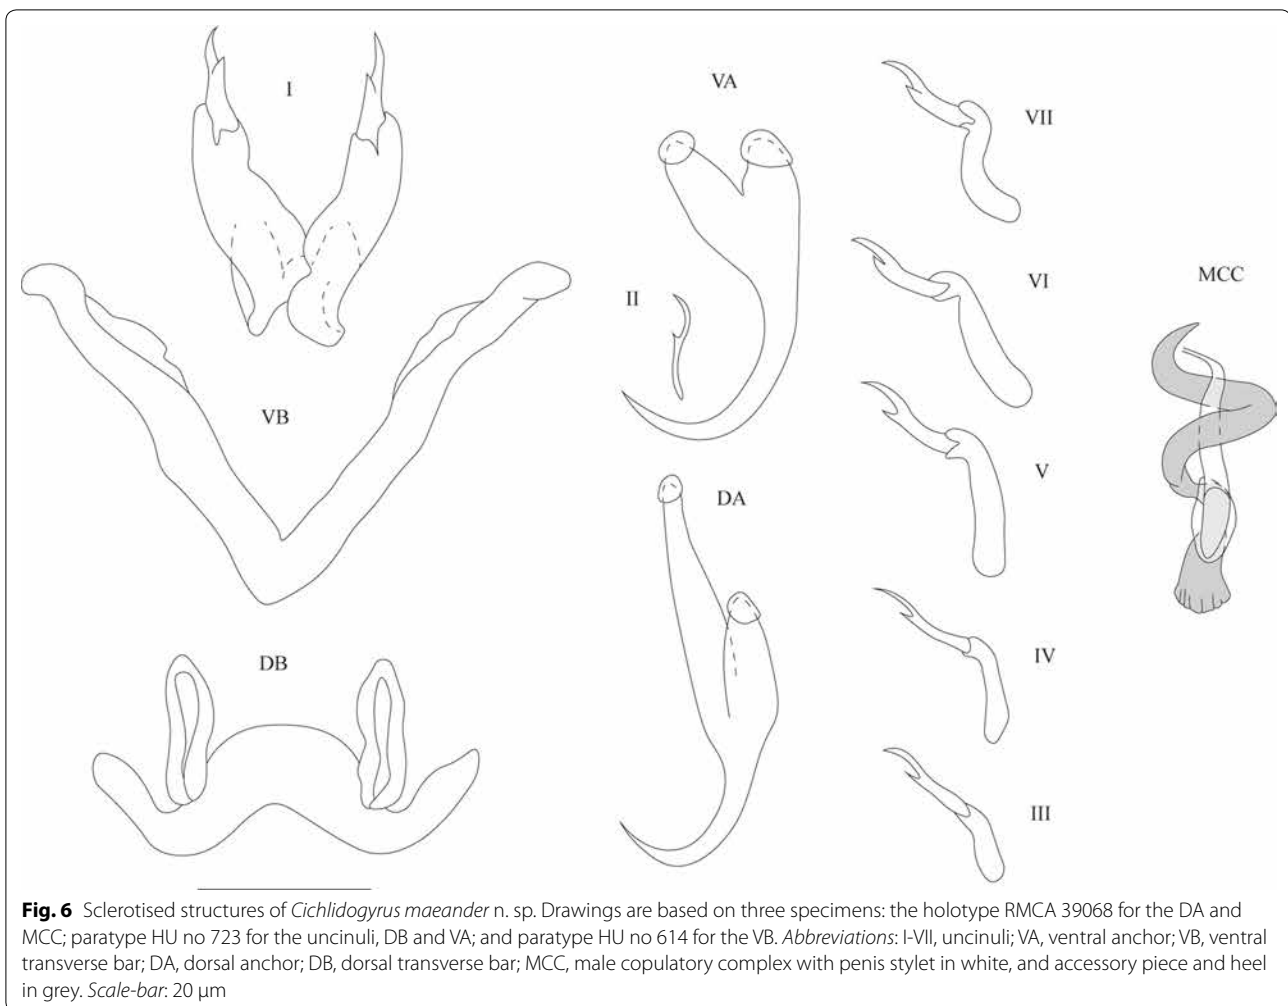 I
VA
VII
II
VI
MCC
VB
V
DA
DB
IV
III
Fig. 6 Sclerotised structures of Cichlidogyrus maeander n. sp. Drawings are based on three specimens: the holotype RMCA 39068 for the DA and
MCC; paratype HU no 723 for the uncinuli, DB and VA; and paratype HU no 614 for the VB. Abbreviations: I-VII, uncinuli; VA, ventral anchor; VB, ventral
transverse bar; DA, dorsal anchor; DB, dorsal transverse bar; MCC, male copulatory complex with penis stylet in white, and accessory piece and heel
in grey. Scale-bar: 20 μm